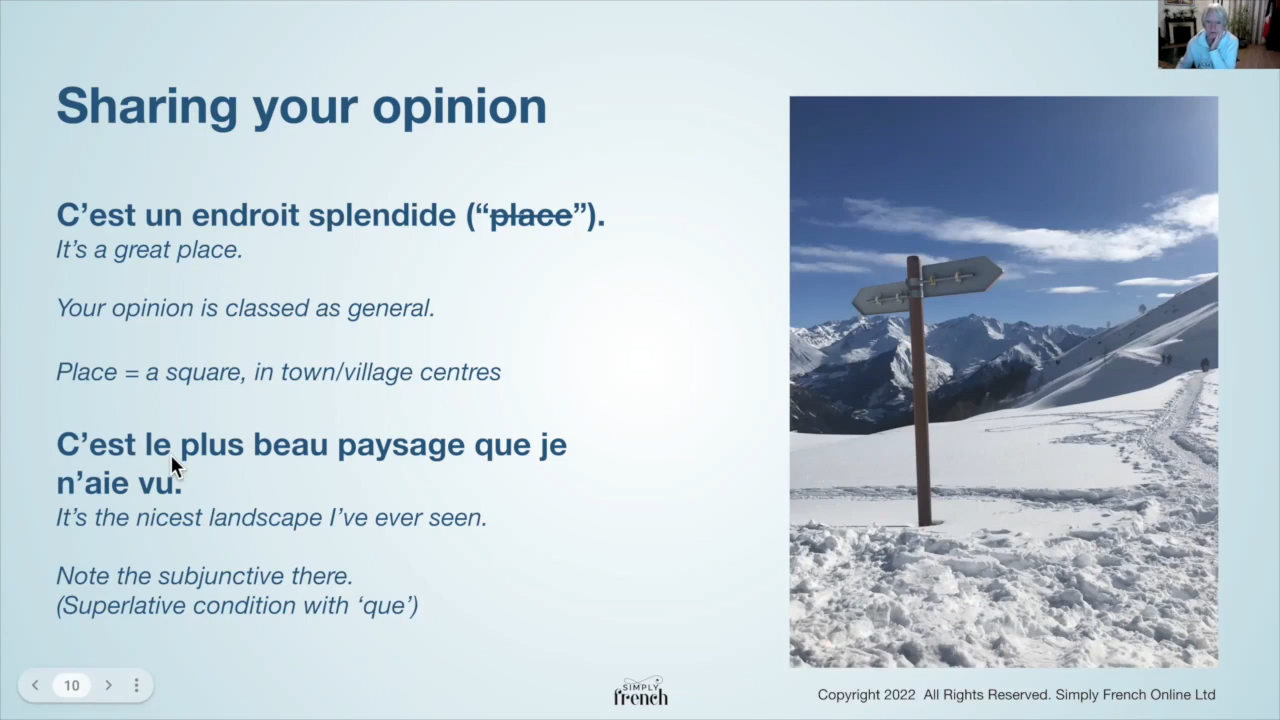 Sharing your opinion
C’est un endroit splendide (“place”).
It’s a great place.
Your opinion is classed as general.
Place = a square, in town/village centres
C’est le plus beau paysage que je
n’aie vu.
It’s the nicest landscape I’ve ever seen.
Note the subjunctive there.
(Superlative condition with ‘que’)
10
SIMPLY
french
Copyright 2022 All Rights Reserved. Simply French Online Ltd